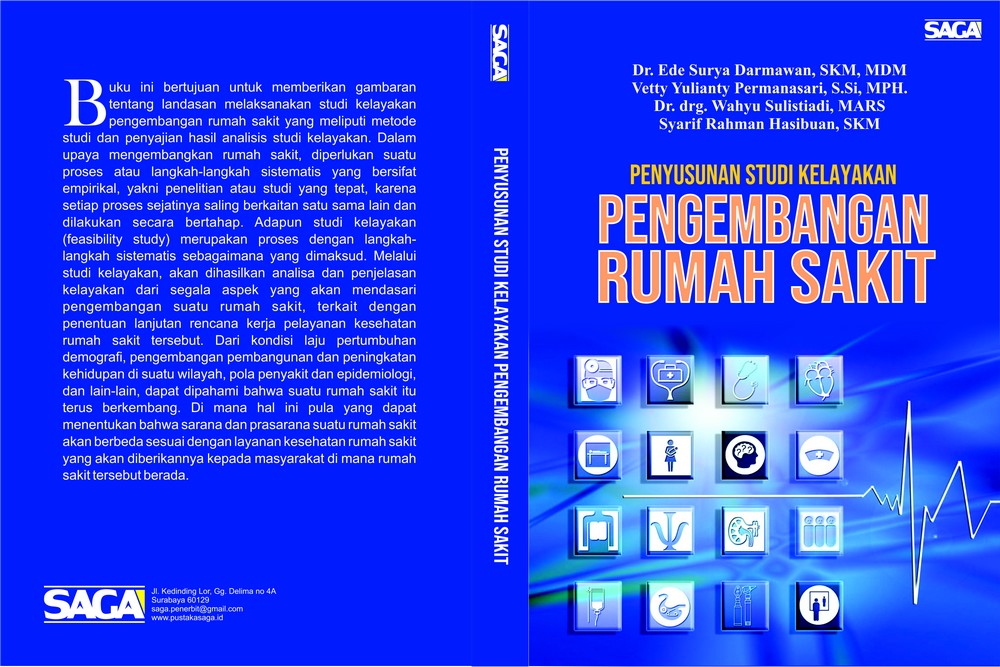 Buku ini bertujuan untuk memberikan gambaran
tentang landasan melaksanakan studi kelayakan
pengembangan rumah sakit yang meliputi metode
studi dan penyajian hasil analisis studi kelayakan. Dalam
upaya mengembangkan rumah sakit, diperlukan suatu
proses atau langkah-langkah sistematis yang bersifat
empirikal, yakni penelitian atau studi yang tepat, karena
setiap proses sejatinya saling berkaitan satu sama lain dan
dilakukan secara bertahap. Adapun studi kelayakan
(feasibility study) merupakan proses dengan langkah-
langkah sistematis sebagaimana yang dimaksud. Melalui
studi kelayakan, akan dihasilkan analisa dan penjelasan
kelayakan dari segala aspek yang akan mendasari
pengembangan suatu rumah sakit, terkait dengan
penentuan lanjutan rencana kerja pelayanan kesehatan
rumah sakit tersebut. Dari kondisi laju pertumbuhan
demografi, pengembangan pembangunan dan peningkatan
kehidupan di suatu wilayah, pola penyakit dan epidemiologi,
dan lain-lain, dapat dipahami bahwa suatu rumah sakit itu
terus berkembang. Di mana hal ini pula yang dapat
menentukan bahwa sarana dan prasarana suatu rumah sakit
akan berbeda sesuai dengan layanan kesehatan rumah sakit
yang akan diberikannya kepada masyarakat di mana rumah
sakit tersebut berada.
SAGA
Jl. Kedinding Lor, Gg. Delima no 4A
Surabaya 60129
saga.penerbit@gmail.com
www.pustakasaga.id
SAGA
PENYUSUNAN STUDI KELAYAKAN PENGEMBANGAN RUMAH SAKIT
SAGA
Dr. Ede Surya Darmawan, SKM, MDM
Vetty Yulianty Permanasari, S.Si, MPH.
Dr. drg. Wahyu Sulistiadi, MARS
Syarif Rahman Hasibuan, SKM
PENYUSUNAN STUDI KELAYAKAN
PENGEMBANGAN
RUMAH SAKIT